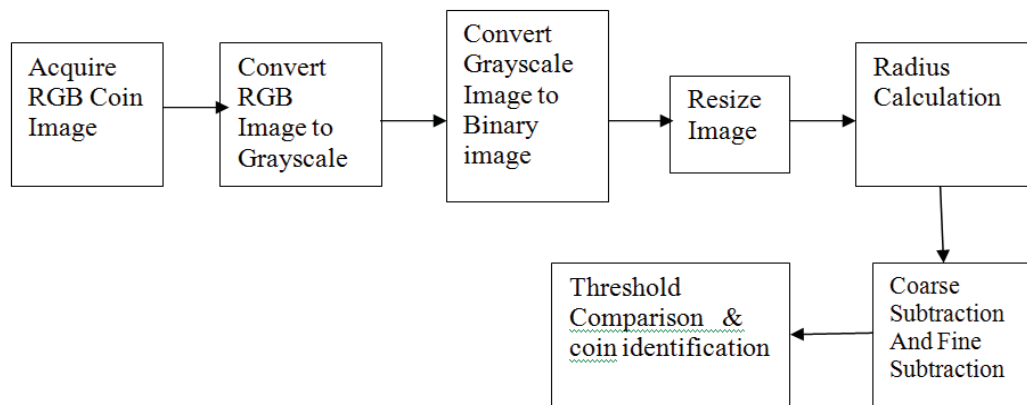 Acquire
RGB Coin
Image
Convert
RGB
Image to
Grayscale
Convert
Grayscale
Image to
Binary
image
Resize
Image
Radius
Calculation
Coarse
Subtraction
And Fine
Subtraction
Threshold
Comparison &
coin identification